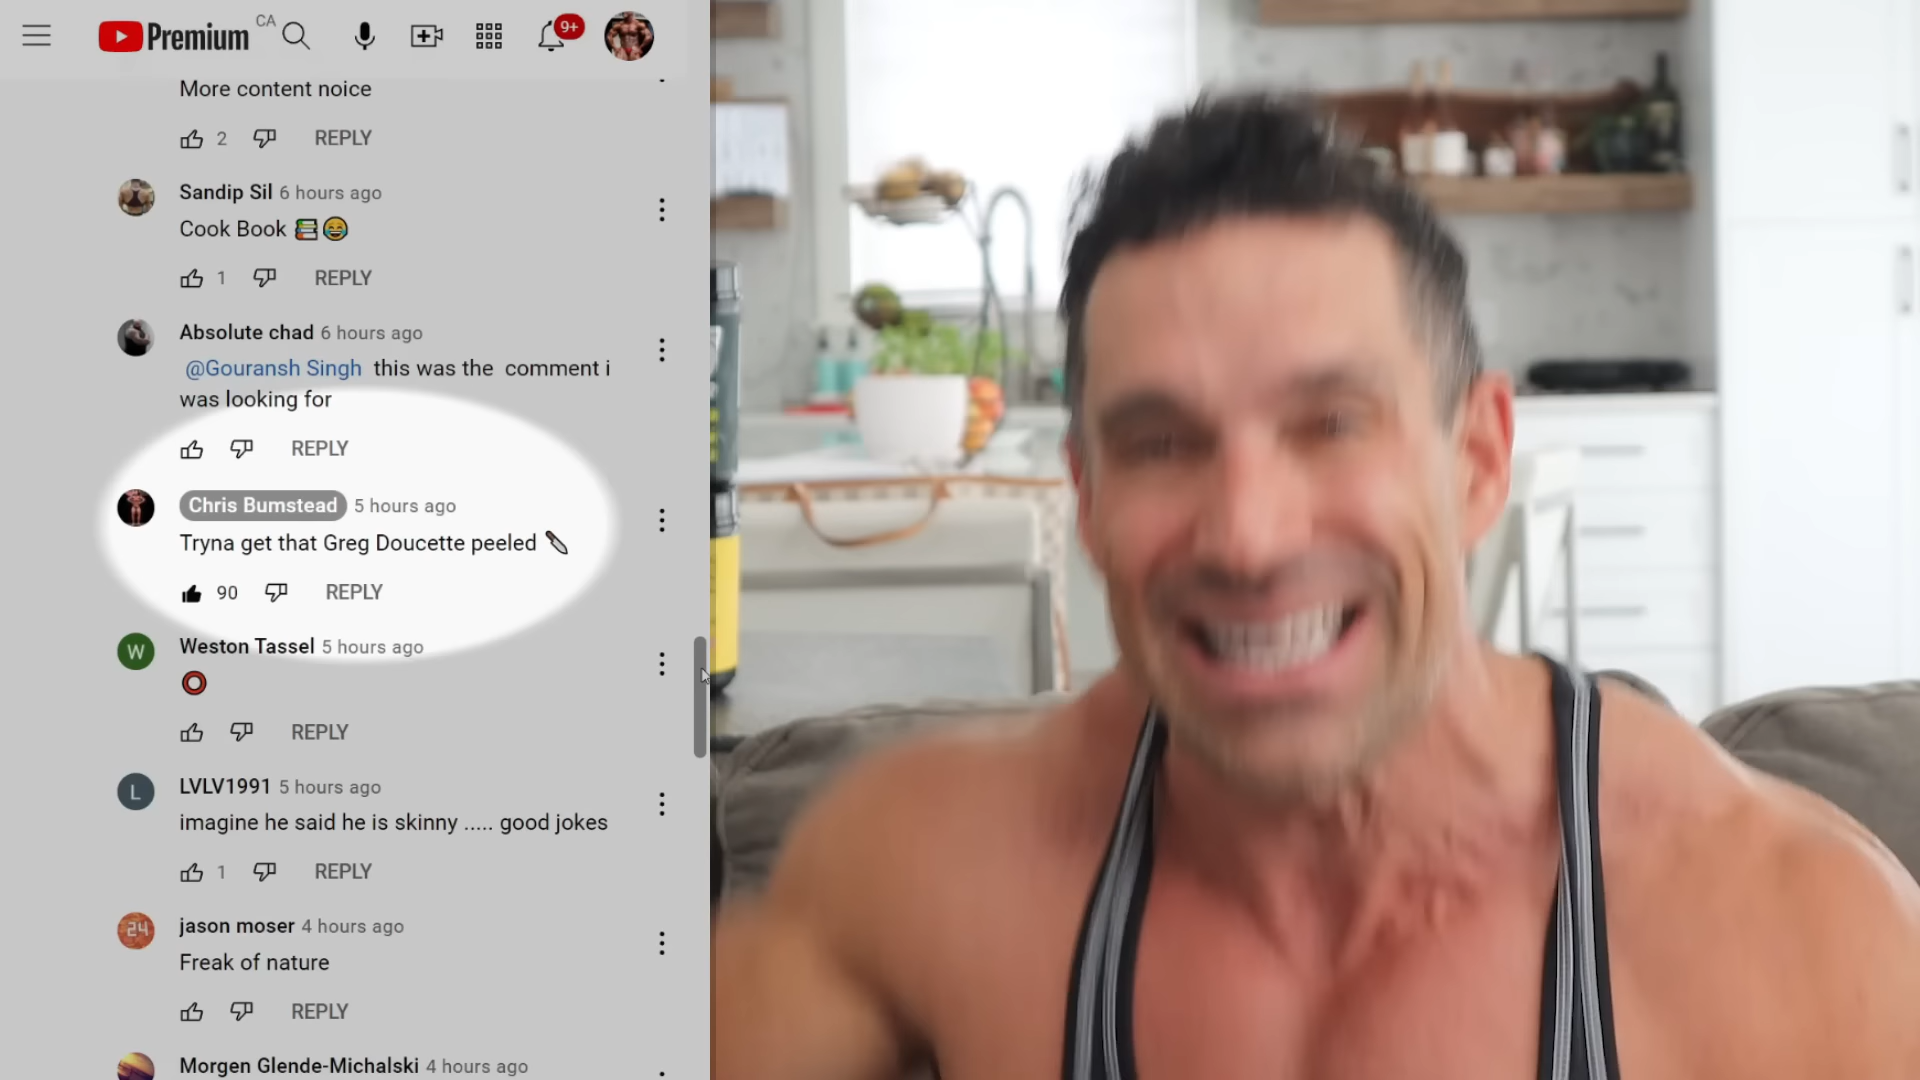 Premium CA
9+
More content noice
2 REPLY
Sandip Sil 6 hours ago
Cook Book 📚😂
1 REPLY
Absolute chad 6 hours ago
@Gouransh Singh this was the comment i
was looking for
REPLY
Chris Bumstead 5 hours ago
Tryna get that Greg Doucette peeled 🔪
90 REPLY
Weston Tassel 5 hours ago
⭕
W
REPLY
LVLV1991 5 hours ago
L
imagine he said he is skinny ..... good jokes
1 REPLY
jason moser 4 hours ago
24
Freak of nature
REPLY
Morgen Glende-Michalski 4 hours ago